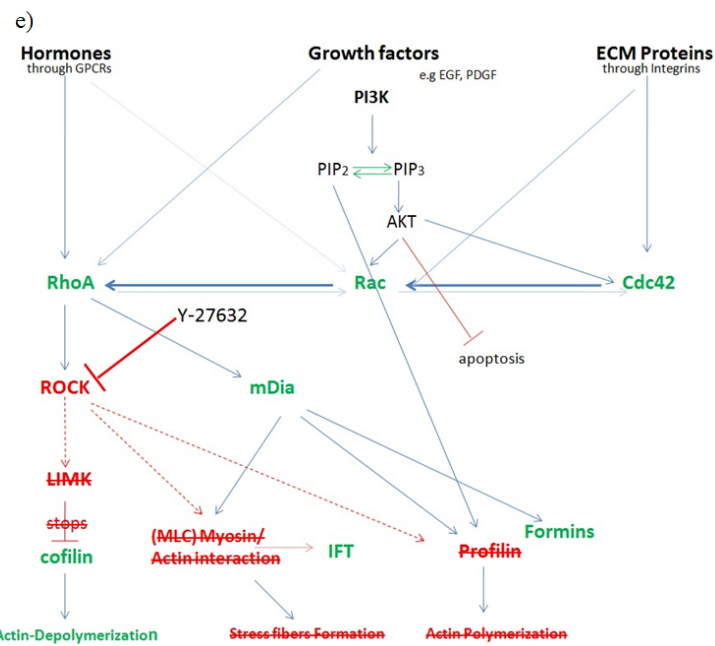 e)
Hormones
through GPCRs
Growth factors
e.g EGF, PDGF
ECM Proteins
through Integrins
PI3K
PIP2
PIP3
AKT
RhoA
Rac
Cdc42
Y-27632
apoptosis
ROCK
mDia
LIMK
stops
cofilin
(MLC) Myosin/
Actin interaction
IFT
Profilin
Formins
Actin-Depolymerization
Stress fibers Formation
Actin Polymerization